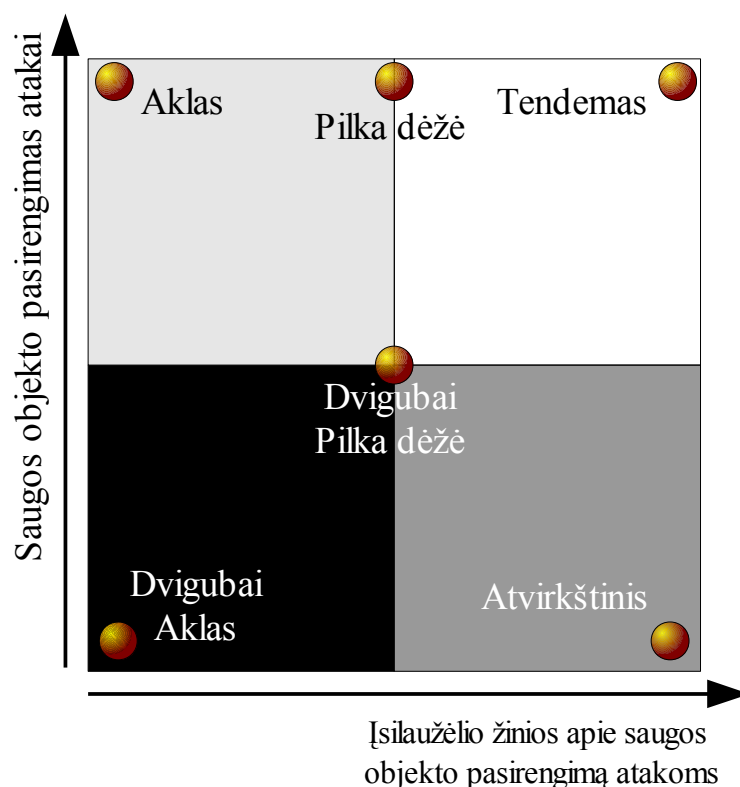 Saugos objekto pasirengimas atakai
Aklas
Pilka dėžė
Tendemas
Dvigubai
Pilka dėžė
Dvigubai
Aklas
Atvirkštinis
Įsilaužėlio žinios apie saugos
objekto pasirengimą atakoms